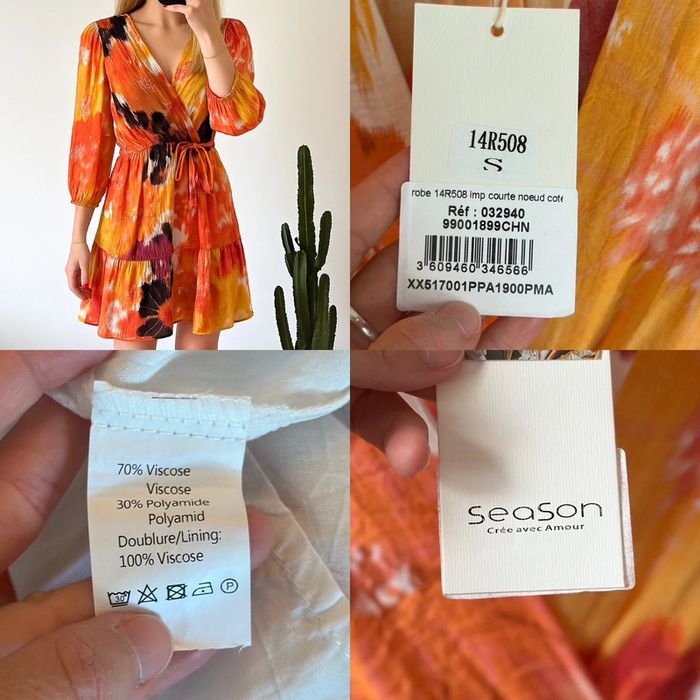 14R508
S
robe 14R508 imp courte noeud cote
Réf : 032940
99001899CHN
3 609460 346566
XX517001PPA1900PMA
70% Viscose
Viscose
30% Polyamide
Polyamid
Doublure/Lining:
100% Viscose
30°
P
season
Crée avec Amour